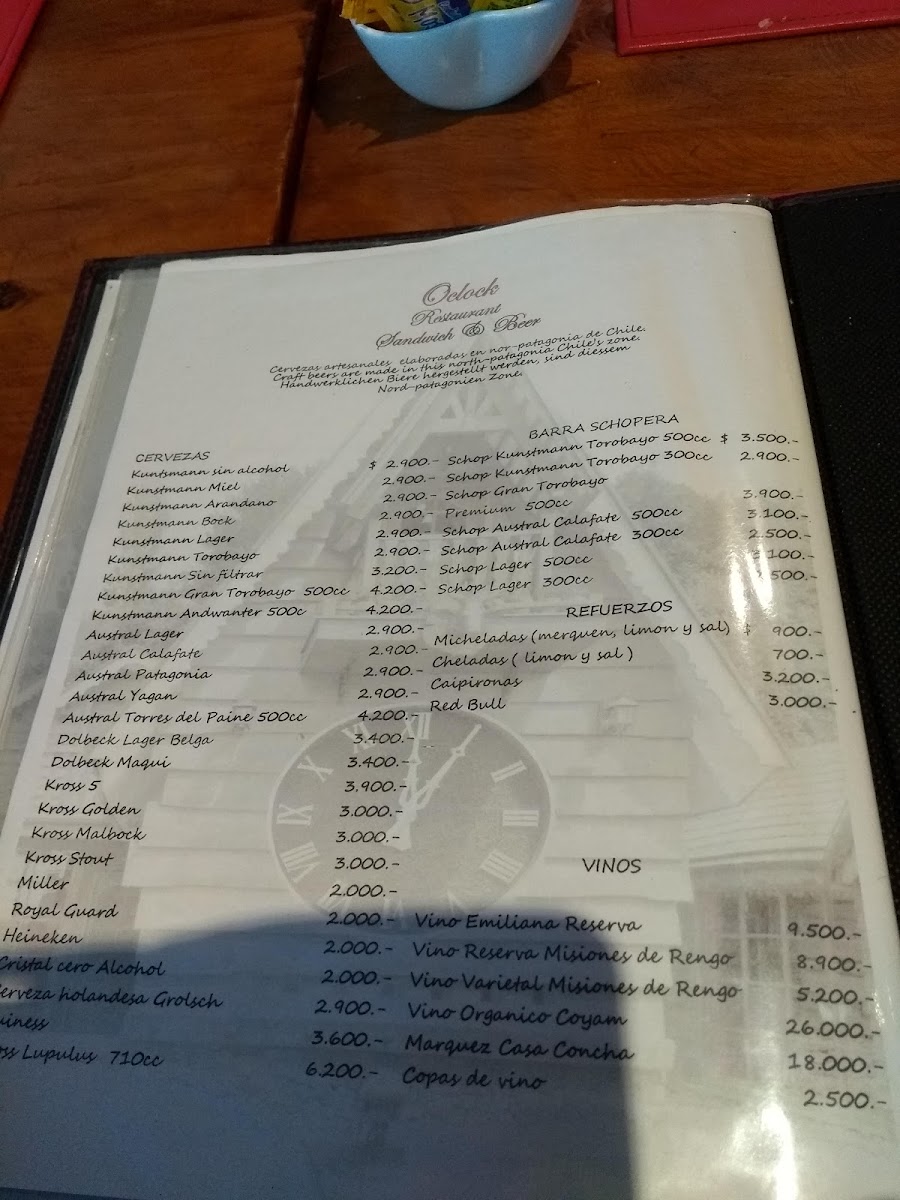 Oclock
Restaurant
Sandwich & Beer
Cervezas artesanales elaboradas en nor-patagonia de Chile.
Craft beers are made in this north-patagonia Chile's zone.
Handwerklichen Biere hergestellt werden, sind diessem
Nord-patagonien Zone.
CERVEZAS
Kuntsmann sin alcohol $ 2.900.-
Kunstmann Miel 2.900.-
Kunstmann Arandano 2.900.-
Kunstmann Bock 2.900.-
Kunstmann Lager 2.900.-
Kunstmann Torobayo 2.900.-
Kunstmann Sin filtrar 3.200.-
Kunstmann Gran Torobayo 500cc 4.200.-
Kunstmann Andwanter 500c 4.200.-
Austral Lager 2.900.-
Austral Calafate 2.900.-
Austral Patagonia 2.900.-
Austral Yagan 2.900.-
Austral Torres del Paine 500cc 4.200.-
Dolbeck Lager Belga 3.400.-
Dolbeck Maqui 3.400.-
Kross 5 3.900.-
Kross Golden 3.000.-
Kross Malbock 3.000.-
Kross Stout 3.000.-
Miller 2.000.-
Royal Guard 2.000.-
Heineken 2.000.-
Cristal cero Alcohol 2.000.-
erveza holandesa Grolsch 2.900.-
uiness 3.600.-
oss Lupulus 710cc 6.200.-
BARRA SCHOPERA
Schop Kunstmann Torobayo 500cc $ 3.500.-
Schop Kunstmann Torobayo 300cc 2.900.-
Schop Gran Torobayo
Premium 500cc 3.900.-
Schop Austral Calafate 500cc 3.100.-
Schop Austral Calafate 300cc 2.500.-
Schop Lager 500cc 3.100.-
Schop Lager 300cc 500.-
REFUERZOS
Micheladas (merquen, limon y sal) $ 900.-
Cheladas ( limon y sal ) 700.-
Caipironas 3.200.-
Red Bull 3.000.-
VINOS
Vino Emiliana Reserva 9.500.-
Vino Reserva Misiones de Rengo 8.900.-
Vino Varietal Misiones de Rengo 5.200.-
Vino Organico Coyam 26.000.-
Marquez Casa Concha 18.000.-
Copas de vino 2.500.-